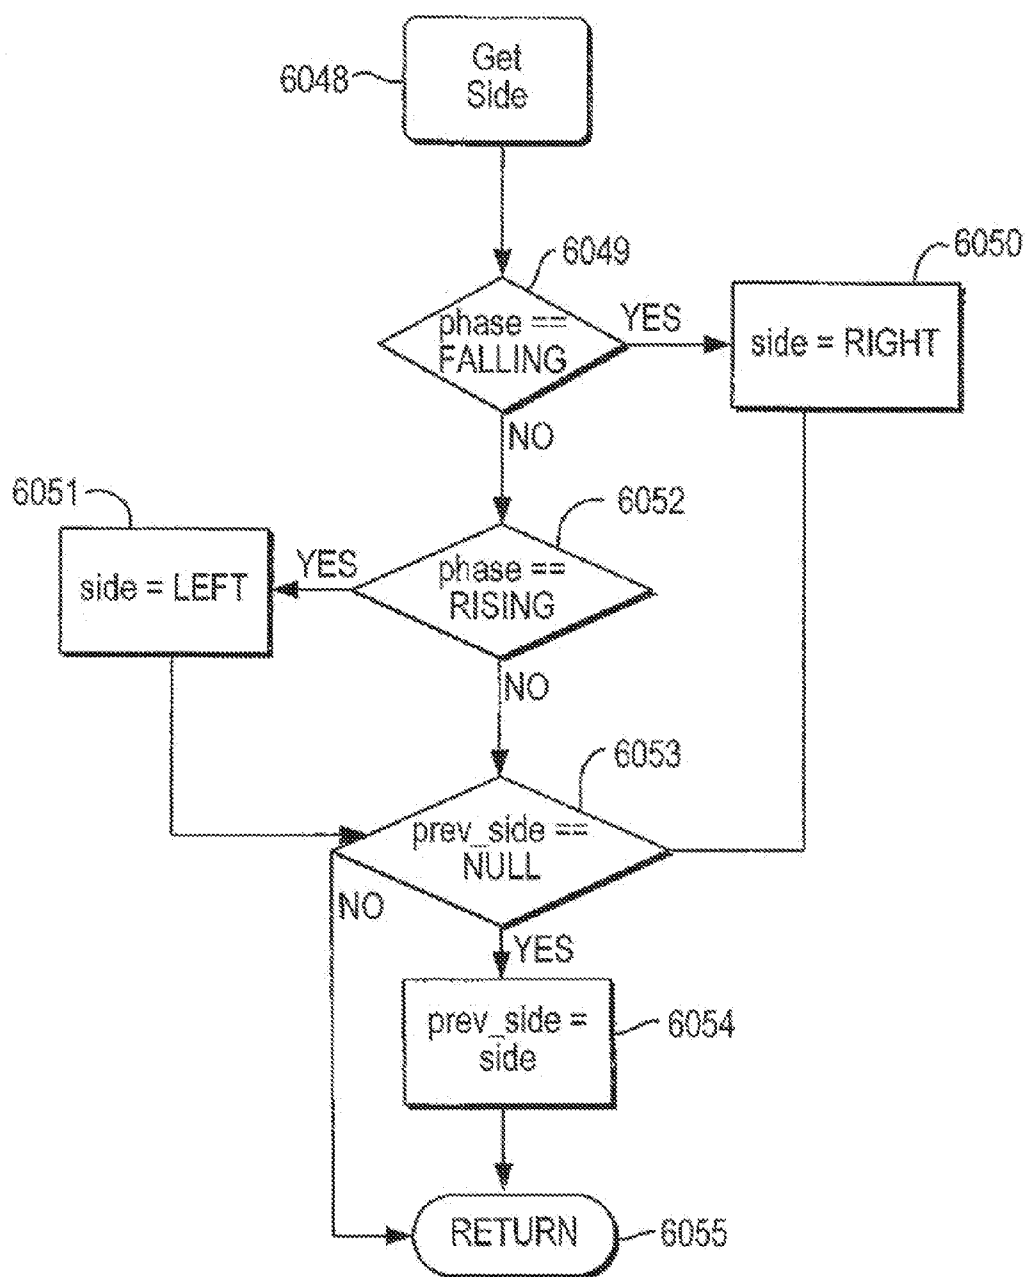 Get
Side
6048
6049
6050
phase ==
FALLING
YES
side = RIGHT
NO
6051
6052
side = LEFT
YES
phase ==
RISING
NO
6053
prev_side ==
NULL
NO
YES
prev_side =
side
6054
RETURN
6055